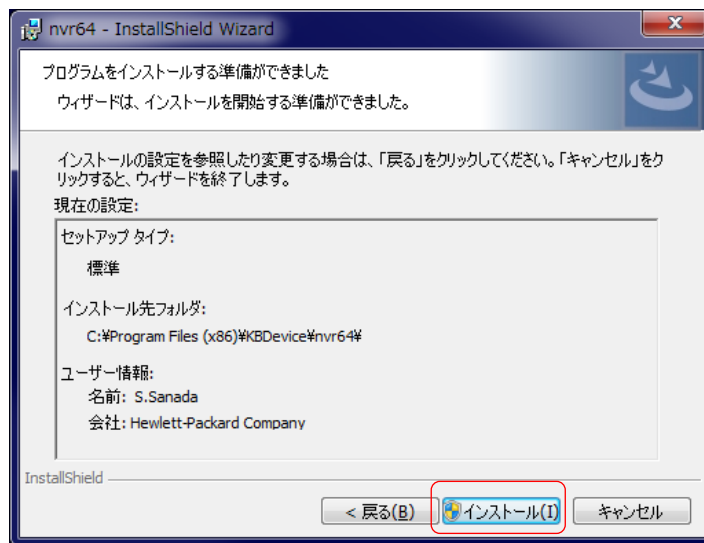 nvr64 - InstallShield Wizard
プログラムをインストールする準備ができました
ウィザードは、インストールを開始する準備ができました。
インストールの設定を参照したり変更する場合は、「戻る」をクリックしてください。「キャンセル」をク
リックすると、ウィザードを終了します。
現在の設定:
セットアップ タイプ:
標準
インストール先フォルダ:
C:¥Program Files (x86)¥KBDevice¥nvr64¥
ユーザー情報:
名前: S.Sanada
会社: Hewlett-Packard Company
InstallShield
< 戻る(B) インストール(I) キャンセル